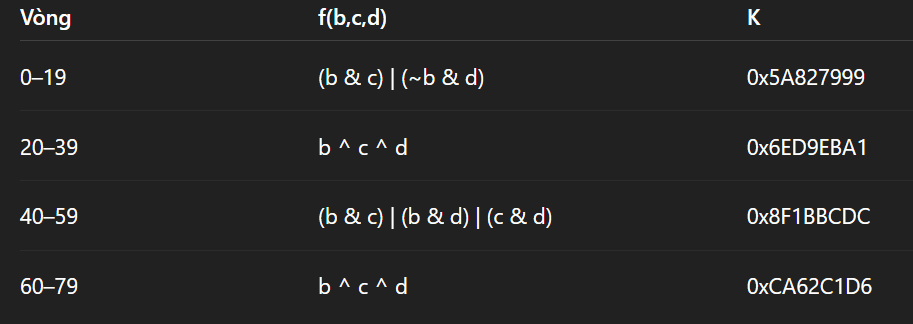 Vòng f(b,c,d) K
0–19 (b & c) | (~b & d) 0x5A827999
20–39 b ^ c ^ d 0x6ED9EBA1
40–59 (b & c) | (b & d) | (c & d) 0x8F1BBCDC
60–79 b ^ c ^ d 0xCA62C1D6